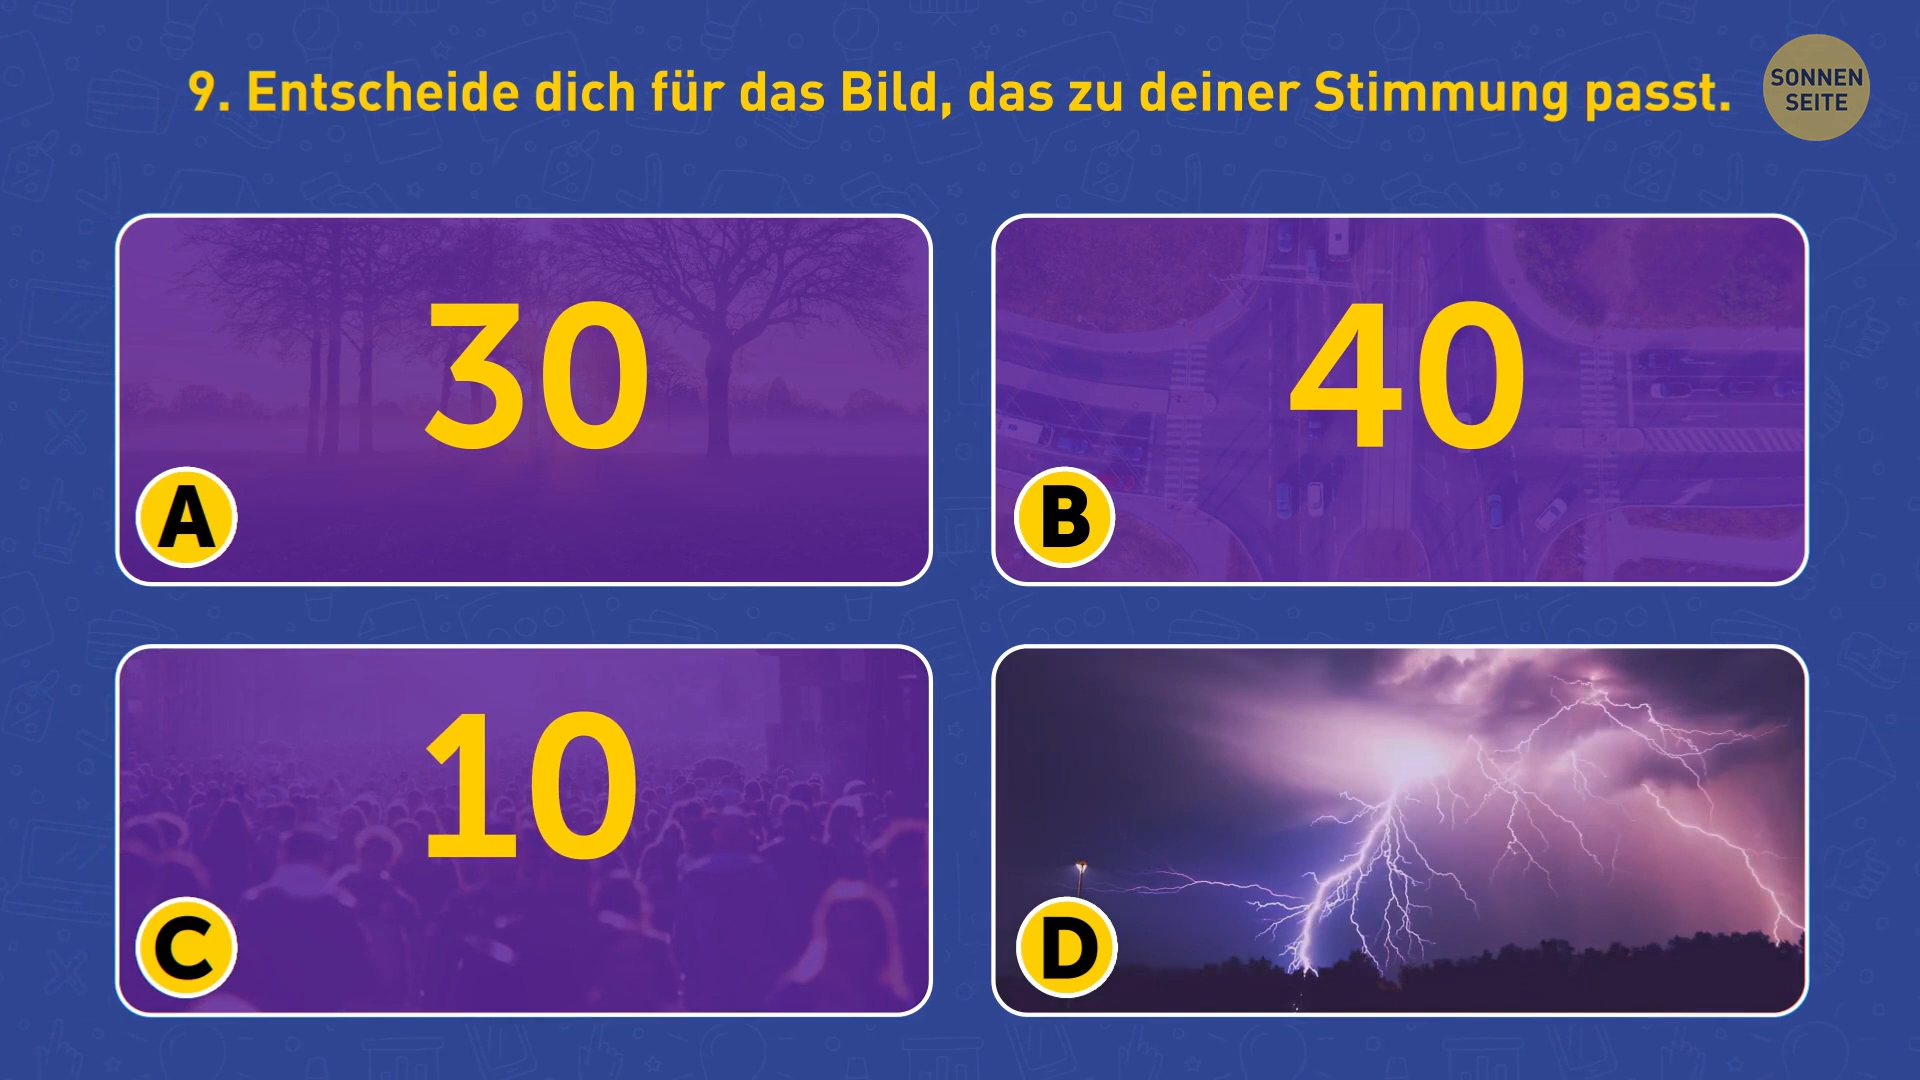 9. Entscheide dich für das Bild, das zu deiner Stimmung passt.
SONNEN
SEITE
30
40
A
B
10
C
D